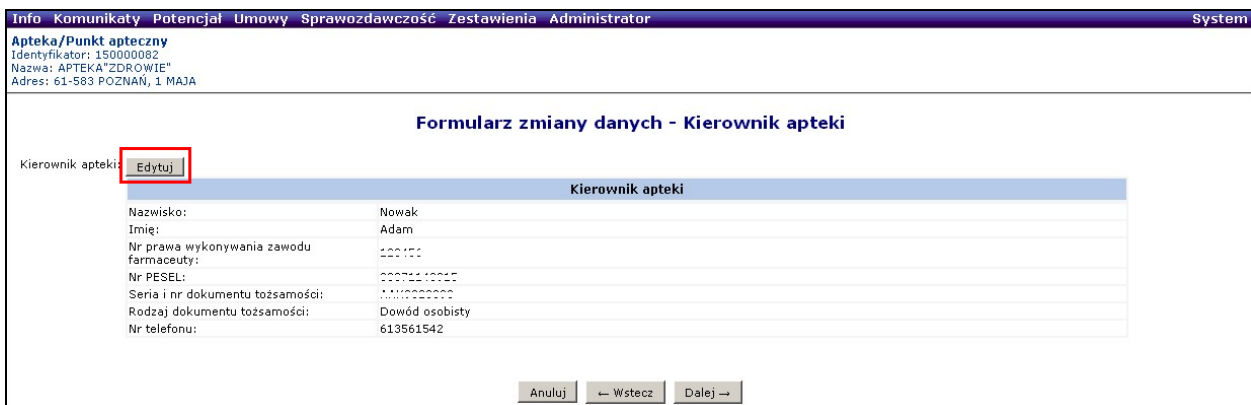 Info Komunikaty Potencjał Umowy Sprawozdawczość Zestawienia Administrator System
Apteka/Punkt apteczny
Identyfikator: 150000082
Nazwa: APTEKA"ZDROWIE"
Adres: 61-583 POZNAŃ, 1 MAJA
Formularz zmiany danych - Kierownik apteki
Kierownik apteki: Edytuj
Kierownik apteki
Nazwisko: Nowak
Imię: Adam
Nr prawa wykonywania zawodu
farmaceuty:
Nr PESEL:
Seria i nr dokumentu tożsamości:
Rodzaj dokumentu tożsamości: Dowód osobisty
Nr telefonu: 613561542
Anuluj ← Wstecz Dalej →